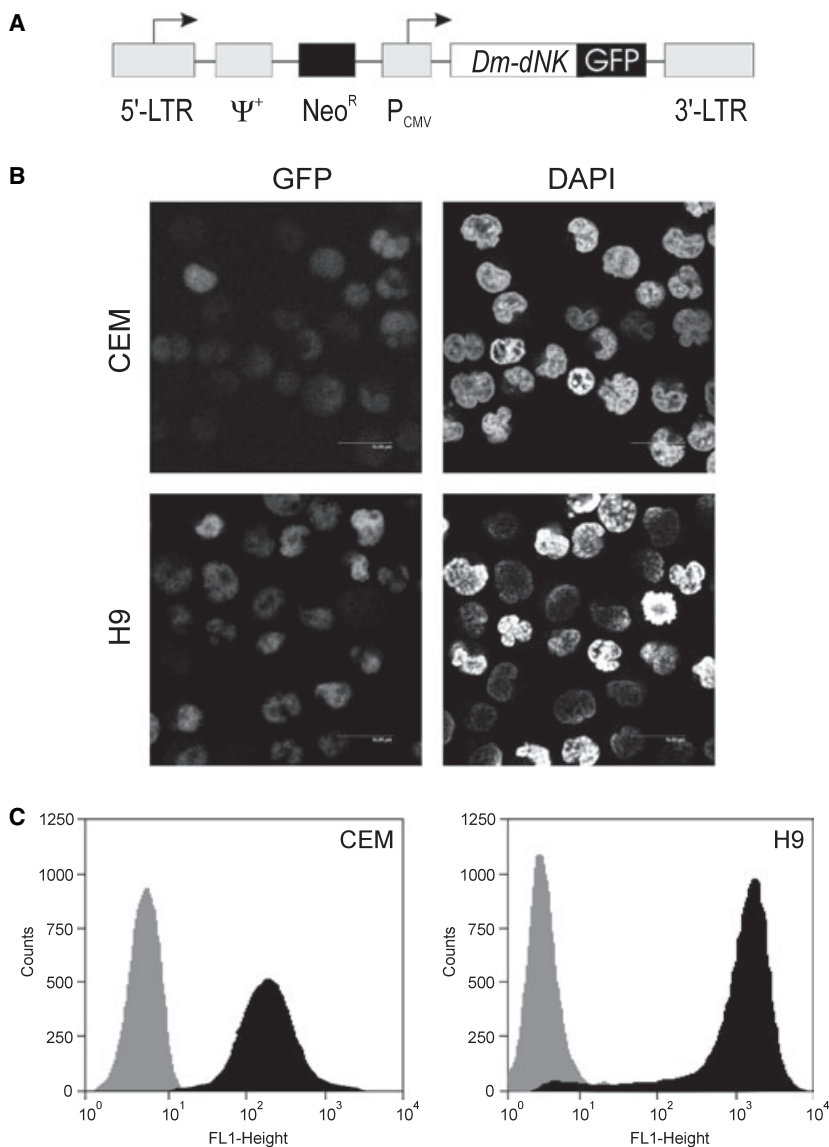 A
Dm-dNK GFP
5'-LTR Ψ+ NeoR PCMV 3'-LTR
B
GFP DAPI
CEM
H9
C
1250 1000 750 500 250 0
Counts
CEM
10^0 10^1 10^2 10^3 10^4
FL1-Height
1250 1000 750 500 250 0
Counts
H9
10^0 10^1 10^2 10^3 10^4
FL1-Height